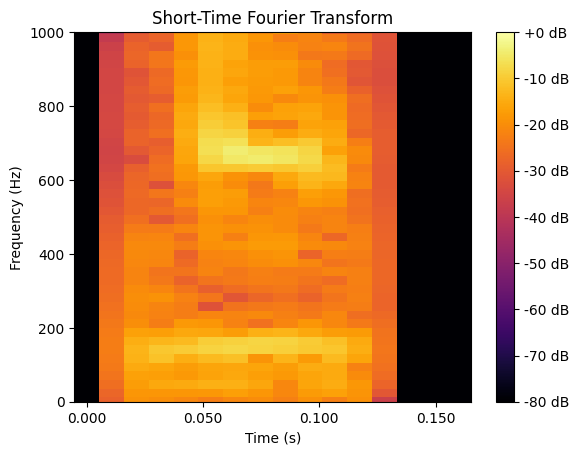 Short-Time Fourier Transform
1000
800
600
400
200
0
Frequency (Hz)
0.000
0.050
0.100
0.150
Time (s)
+0 dB
-10 dB
-20 dB
-30 dB
-40 dB
-50 dB
-60 dB
-70 dB
-80 dB